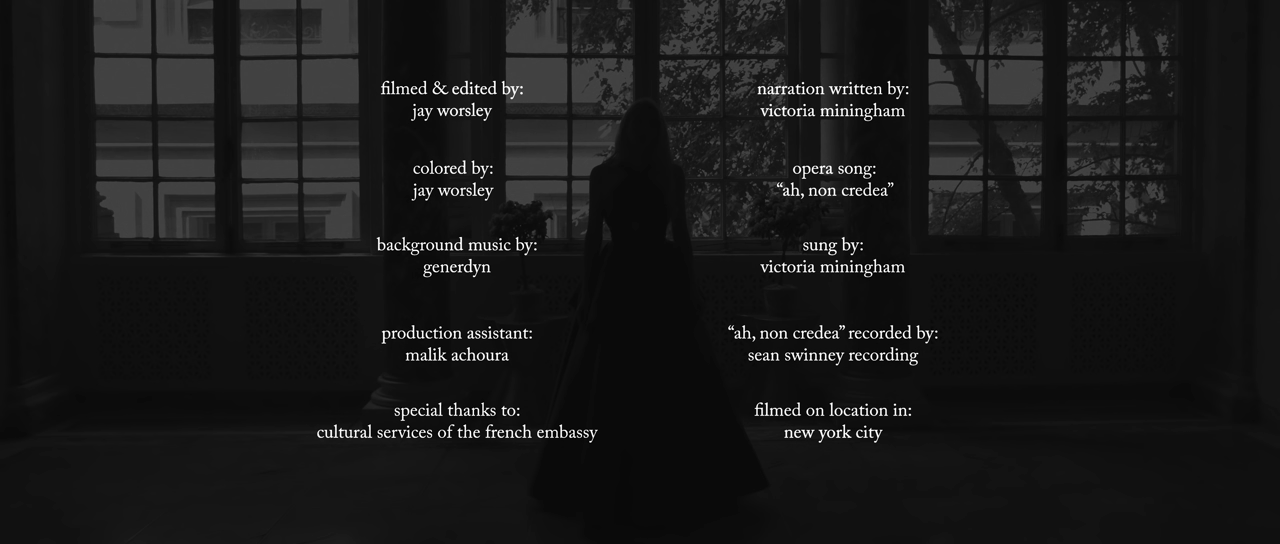 filmed & edited by:
jay worsley
colored by:
jay worsley
background music by:
generdyn
production assistant:
malik achoura
special thanks to:
cultural services of the french embassy
narration written by:
victoria miningham
opera song:
“ah, non credea”
sung by:
victoria miningham
“ah, non credea” recorded by:
sean swinney recording
filmed on location in:
new york city